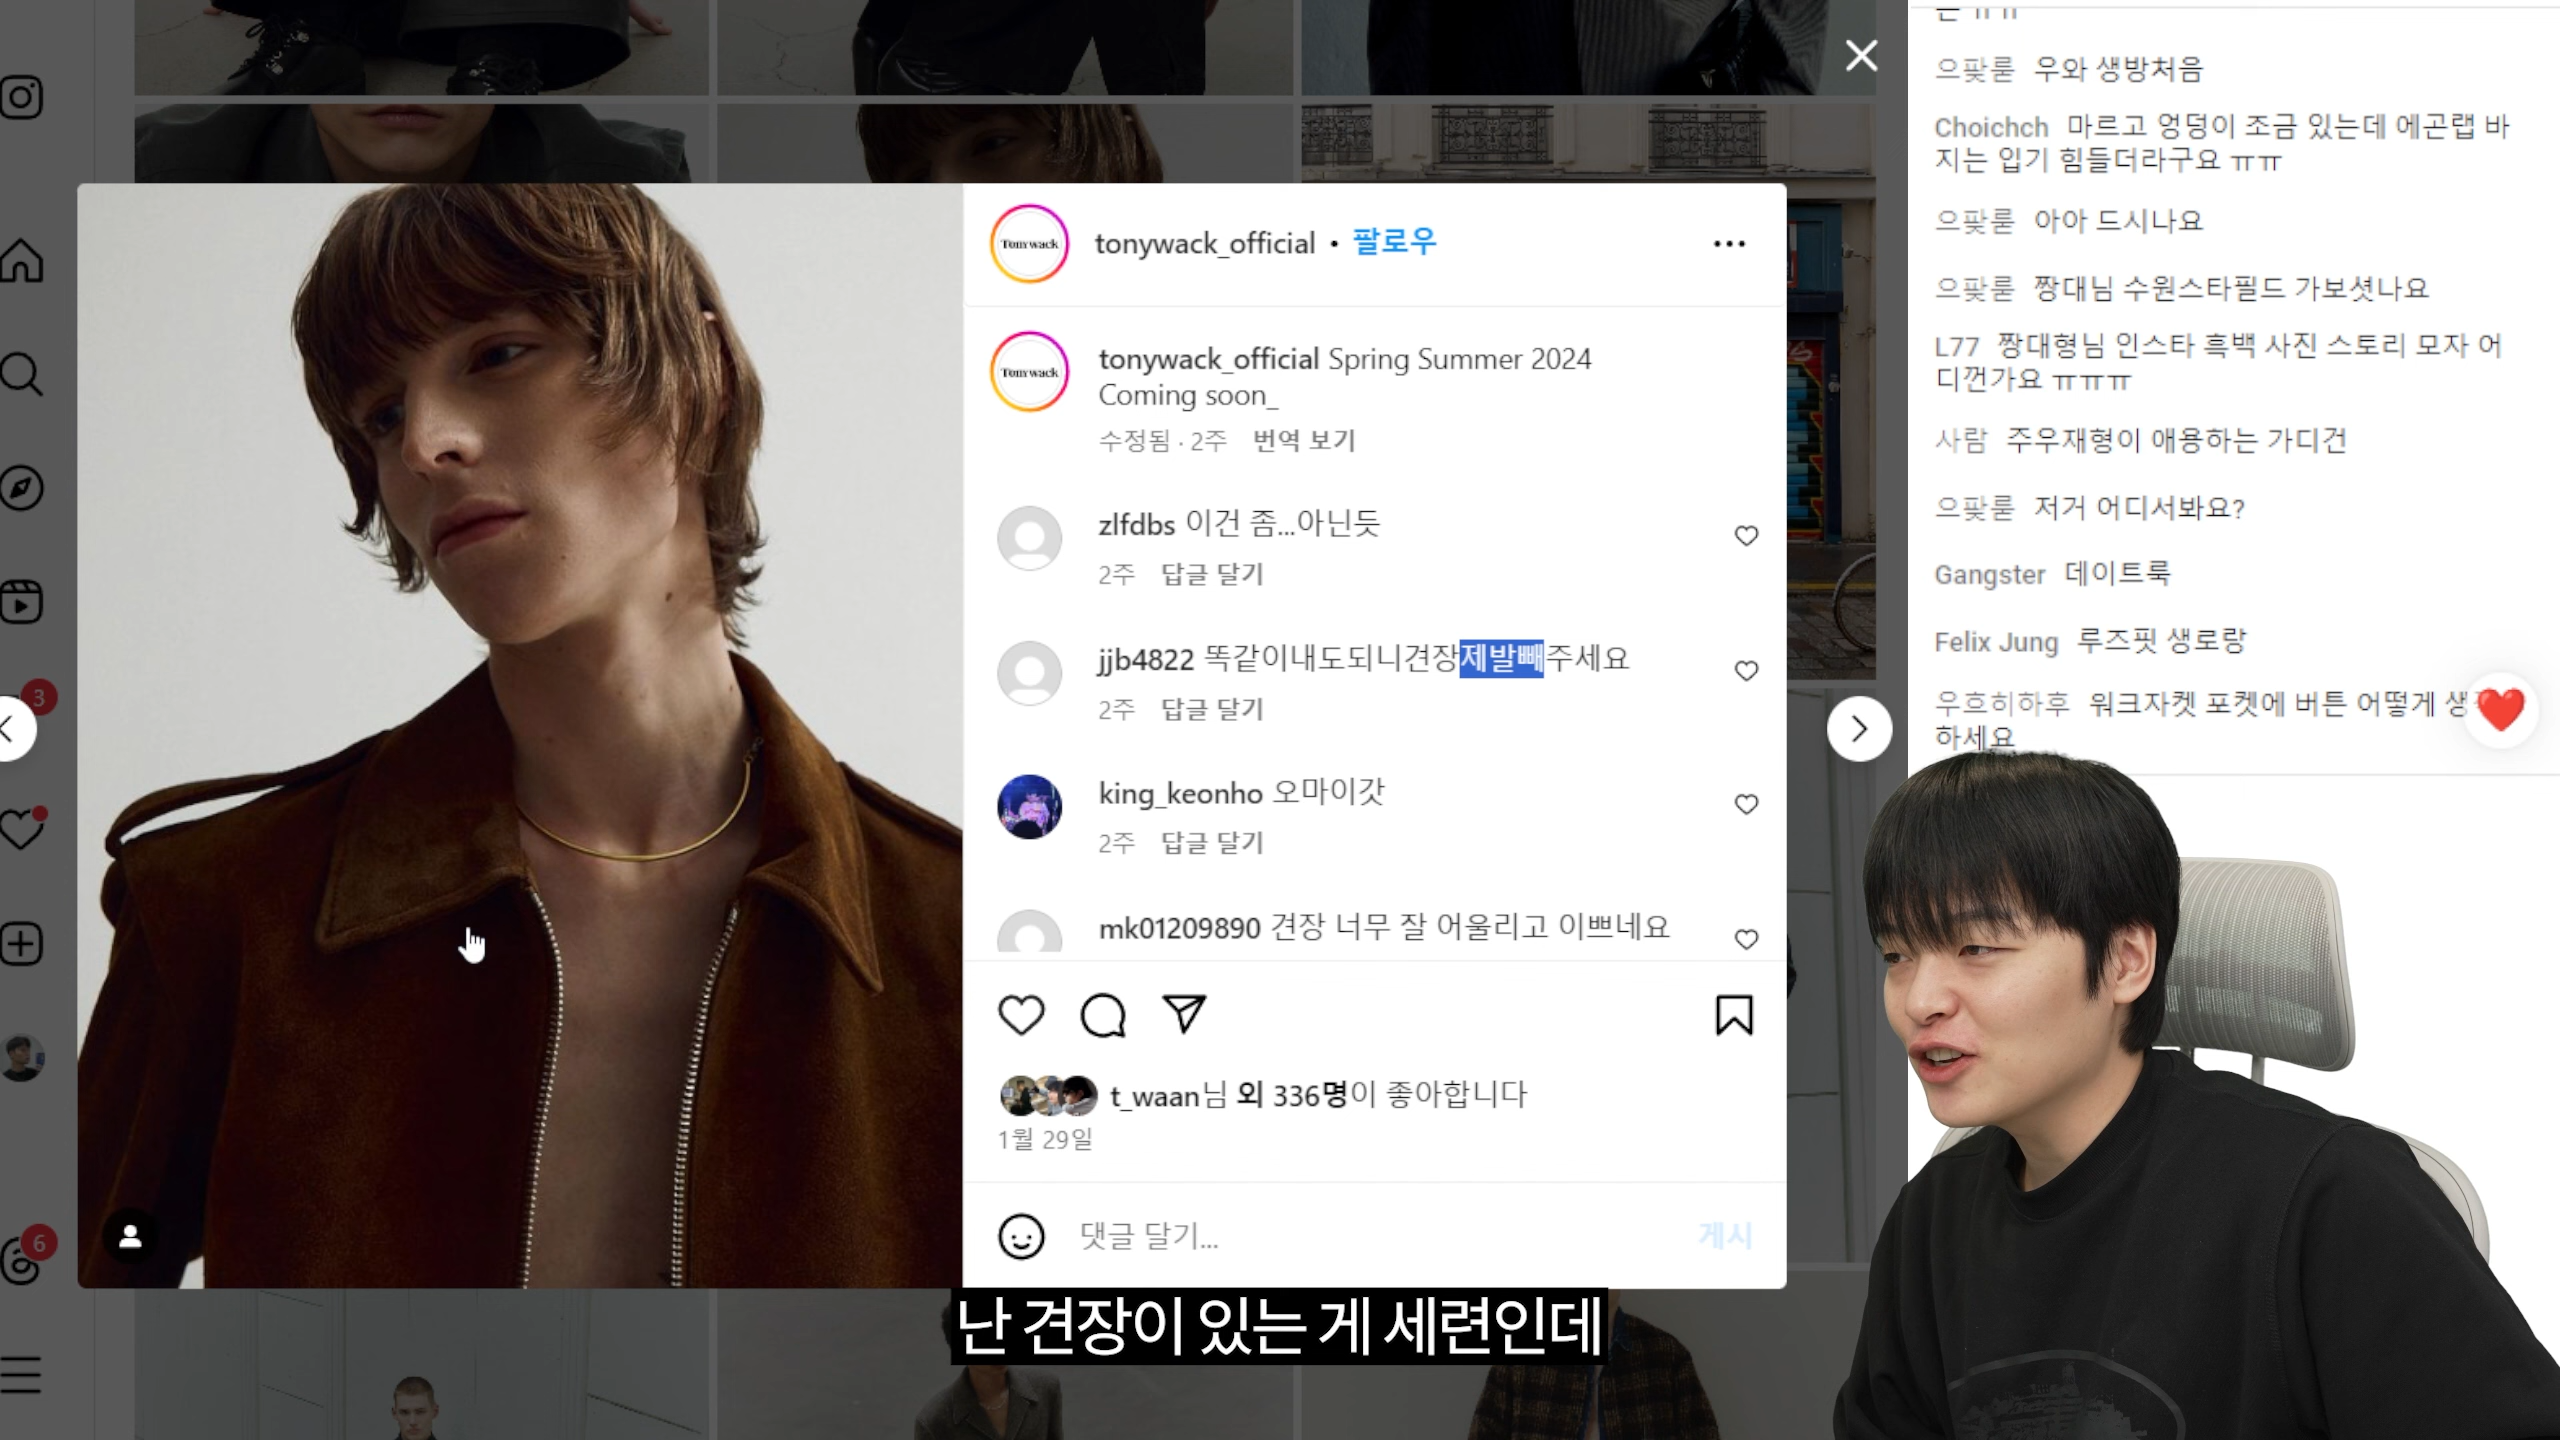 3
6
Tonywack
tonywack_official • 팔로우
Tonywack
tonywack_official Spring Summer 2024
Coming soon_
수정됨 · 2주 번역 보기
zlfdbs 이건 좀...아닌듯
2주 답글 달기
jjb4822 똑같이내도되니견장제발빼주세요
2주 답글 달기
king_keonho 오마이갓
2주 답글 달기
mk01209890 견장 너무 잘 어울리고 이쁘네요
t_waan님 외 336명이 좋아합니다
1월 29일
댓글 달기...
게시
난 견장이 있는 게 세련인데
으팢룯 우와 생방처음
Choichch 마르고 엉덩이 조금 있는데 에곤랩 바
지는 입기 힘들더라구요 ㅠㅠ
으팢룯 아아 드시나요
으팢룯 짱대님 수원스타필드 가보셧나요
L77 짱대형님 인스타 흑백 사진 스토리 모자 어
디껀가요 ㅠㅠㅠ
사람 주우재형이 애용하는 가디건
으팢룯 저거 어디서봐요?
Gangster 데이트룩
Felix Jung 루즈핏 생로랑
우흐히하후 워크자켓 포켓에 버튼 어떻게 생
하세요